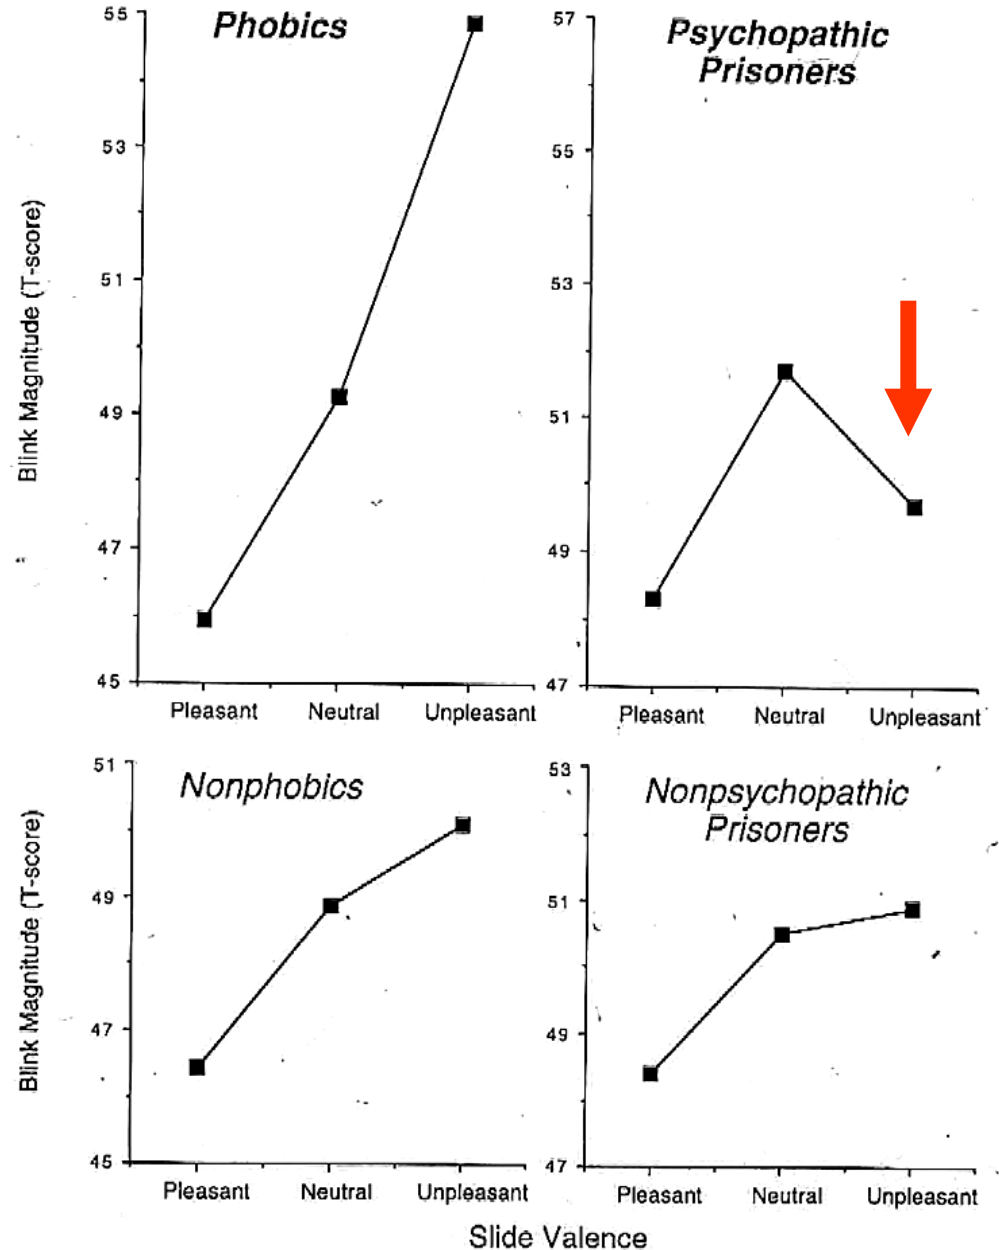 Phobics
55
53
51
49
47
45
Blink Magnitude (T-score)
Pleasant Neutral Unpleasant
Psychopathic
Prisoners
57
55
53
51
49
47
Pleasant Neutral Unpleasant
Nonphobics
51
49
47
45
Blink Magnitude (T-score)
Pleasant Neutral Unpleasant
Nonpsychopathic
Prisoners
53
51
49
47
Pleasant Neutral Unpleasant
Slide Valence